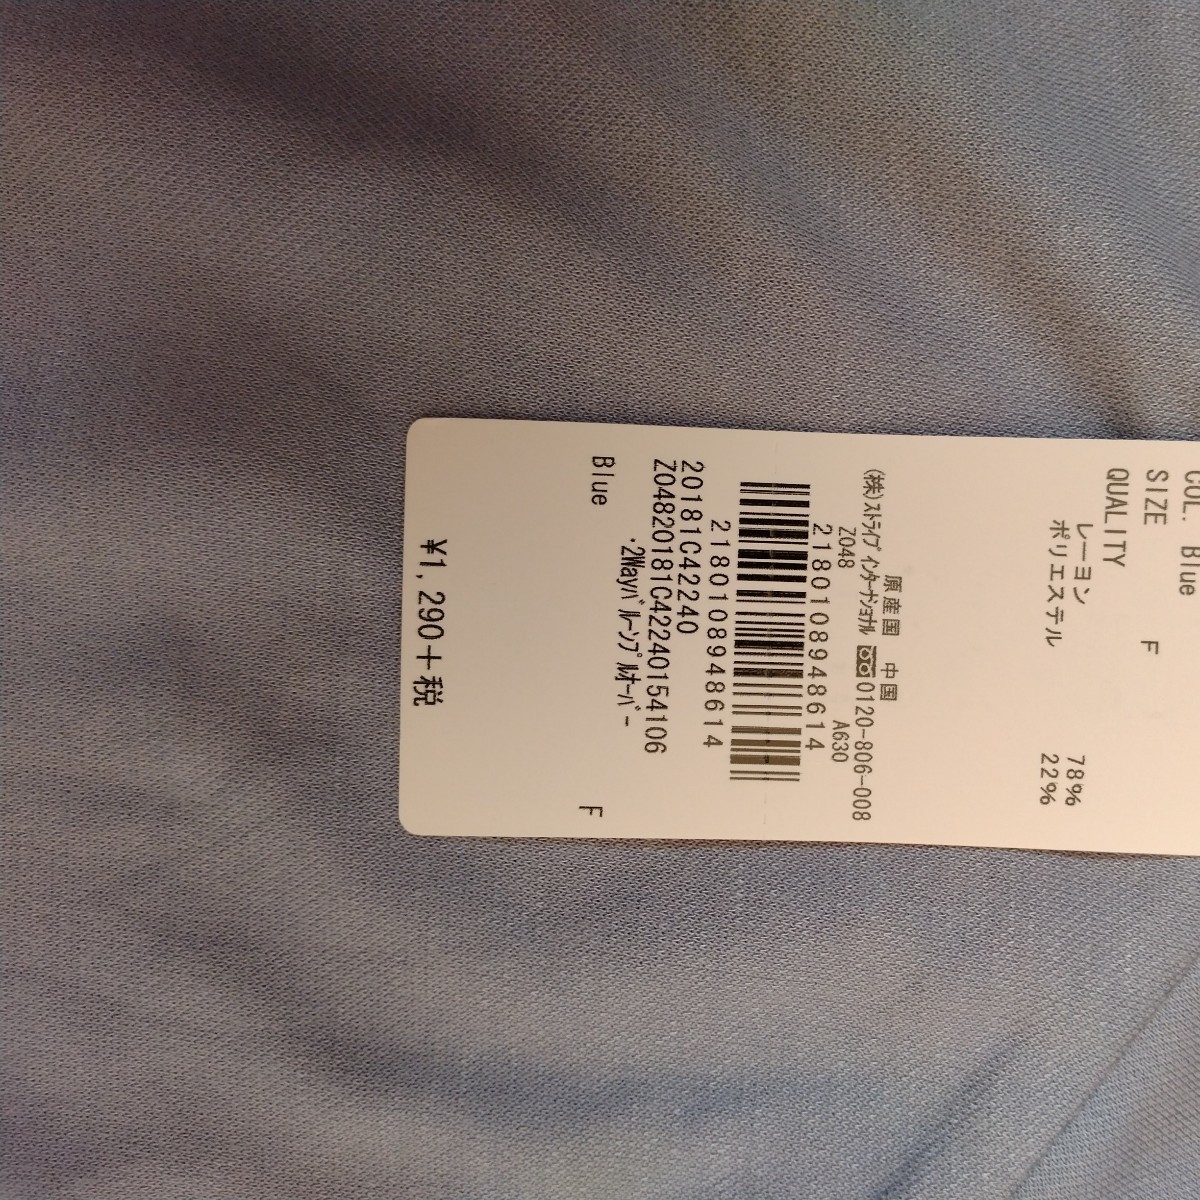 COL. Blue
SIZE F
QUALITY
レーヨン 78%
ポリエステル 22%
原産国 中国
(株)ストライプインターナショナル 0120-806-008
Z048 A630
2180108948614
2180108948614
20181C42240
Z04820181C42240154106
・2Wayバルーンプルオーバー
Blue F
¥1,290+税